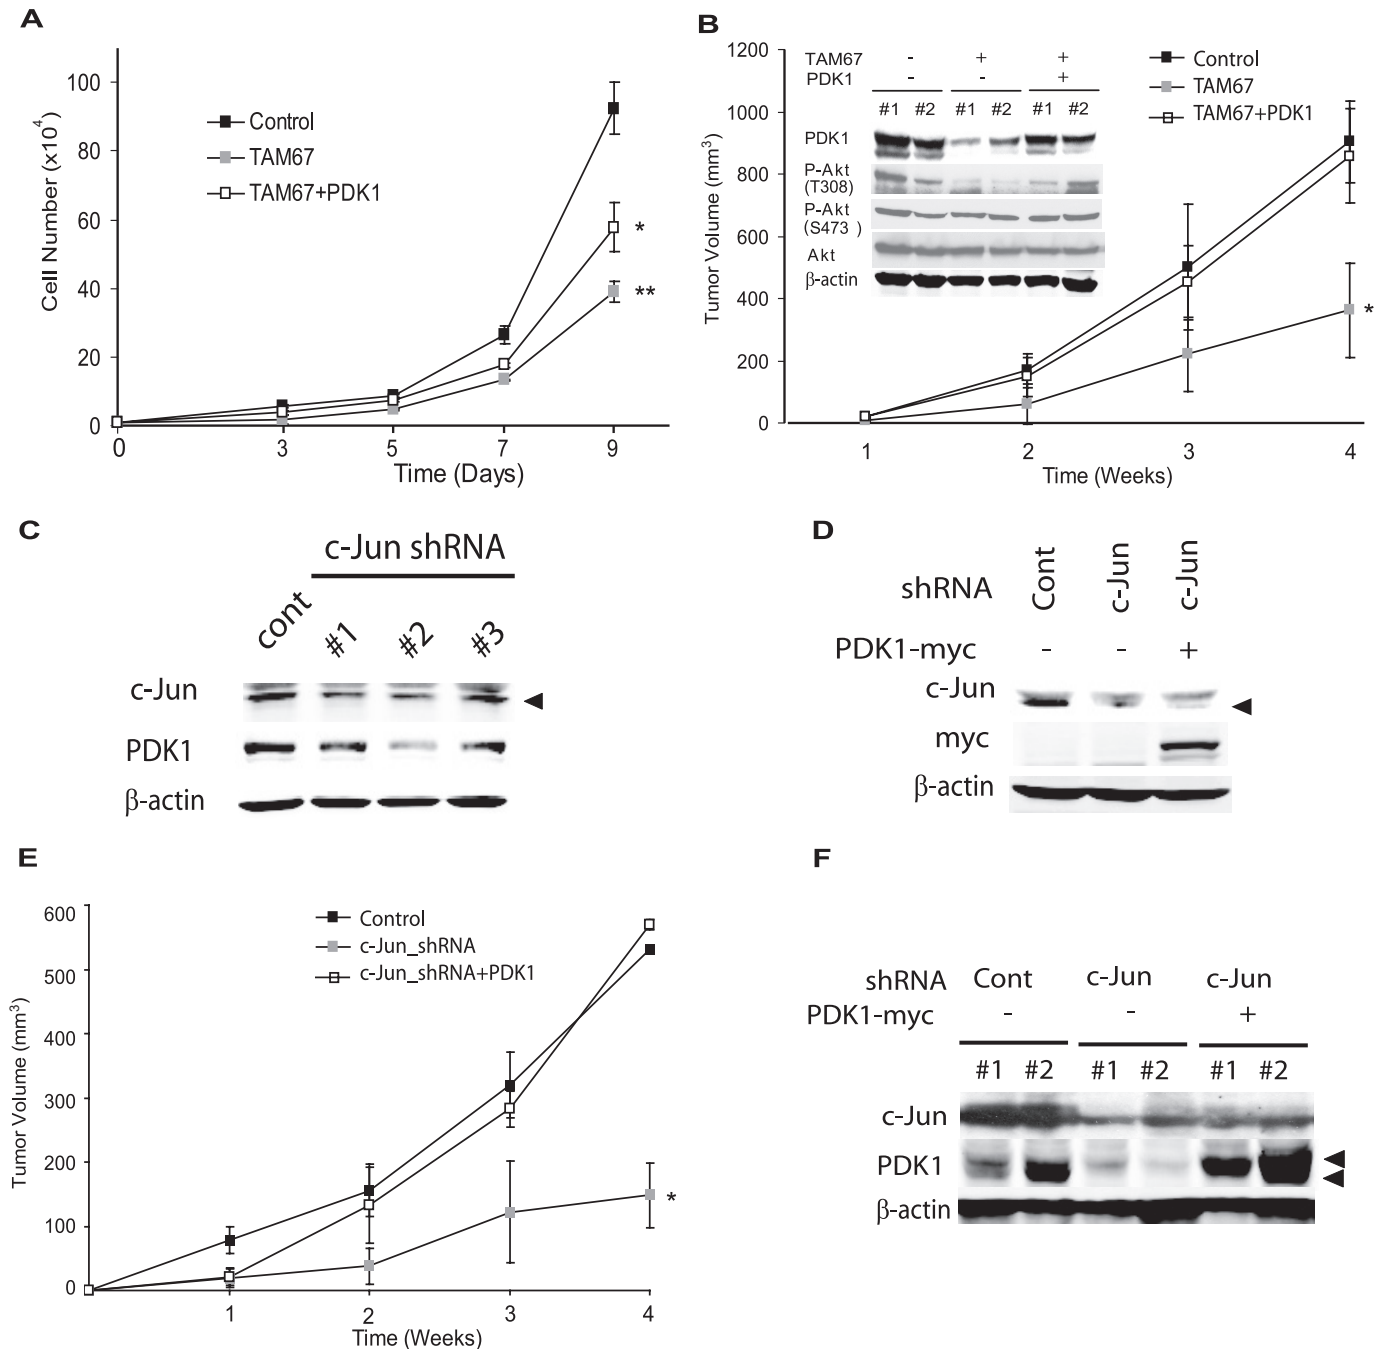 A
Cell Number (x10⁴)
100
80
60
40
20
0
Control
TAM67
TAM67+PDK1
*
**
0 3 5 7 9
Time (Days)
B
Tumor Volume (mm³)
1200
1000
800
600
400
200
0
TAM67 - + +
PDK1 - - +
#1 #2 #1 #2 #1 #2
PDK1
P-Akt
(T308)
P-Akt
(S473 )
Akt
β-actin
Control
TAM67
TAM67+PDK1
*
1 2 3 4
Time (Weeks)
C
c-Jun shRNA
cont #1 #2 #3
c-Jun
PDK1
β-actin
D
shRNA Cont c-Jun c-Jun
PDK1-myc - - +
c-Jun
myc
β-actin
E
Tumor Volume (mm³)
600
500
400
300
200
100
0
Control
c-Jun_shRNA
c-Jun_shRNA+PDK1
*
1 2 3 4
Time (Weeks)
F
shRNA Cont c-Jun c-Jun
PDK1-myc - - +
#1 #2 #1 #2 #1 #2
c-Jun
PDK1
β-actin